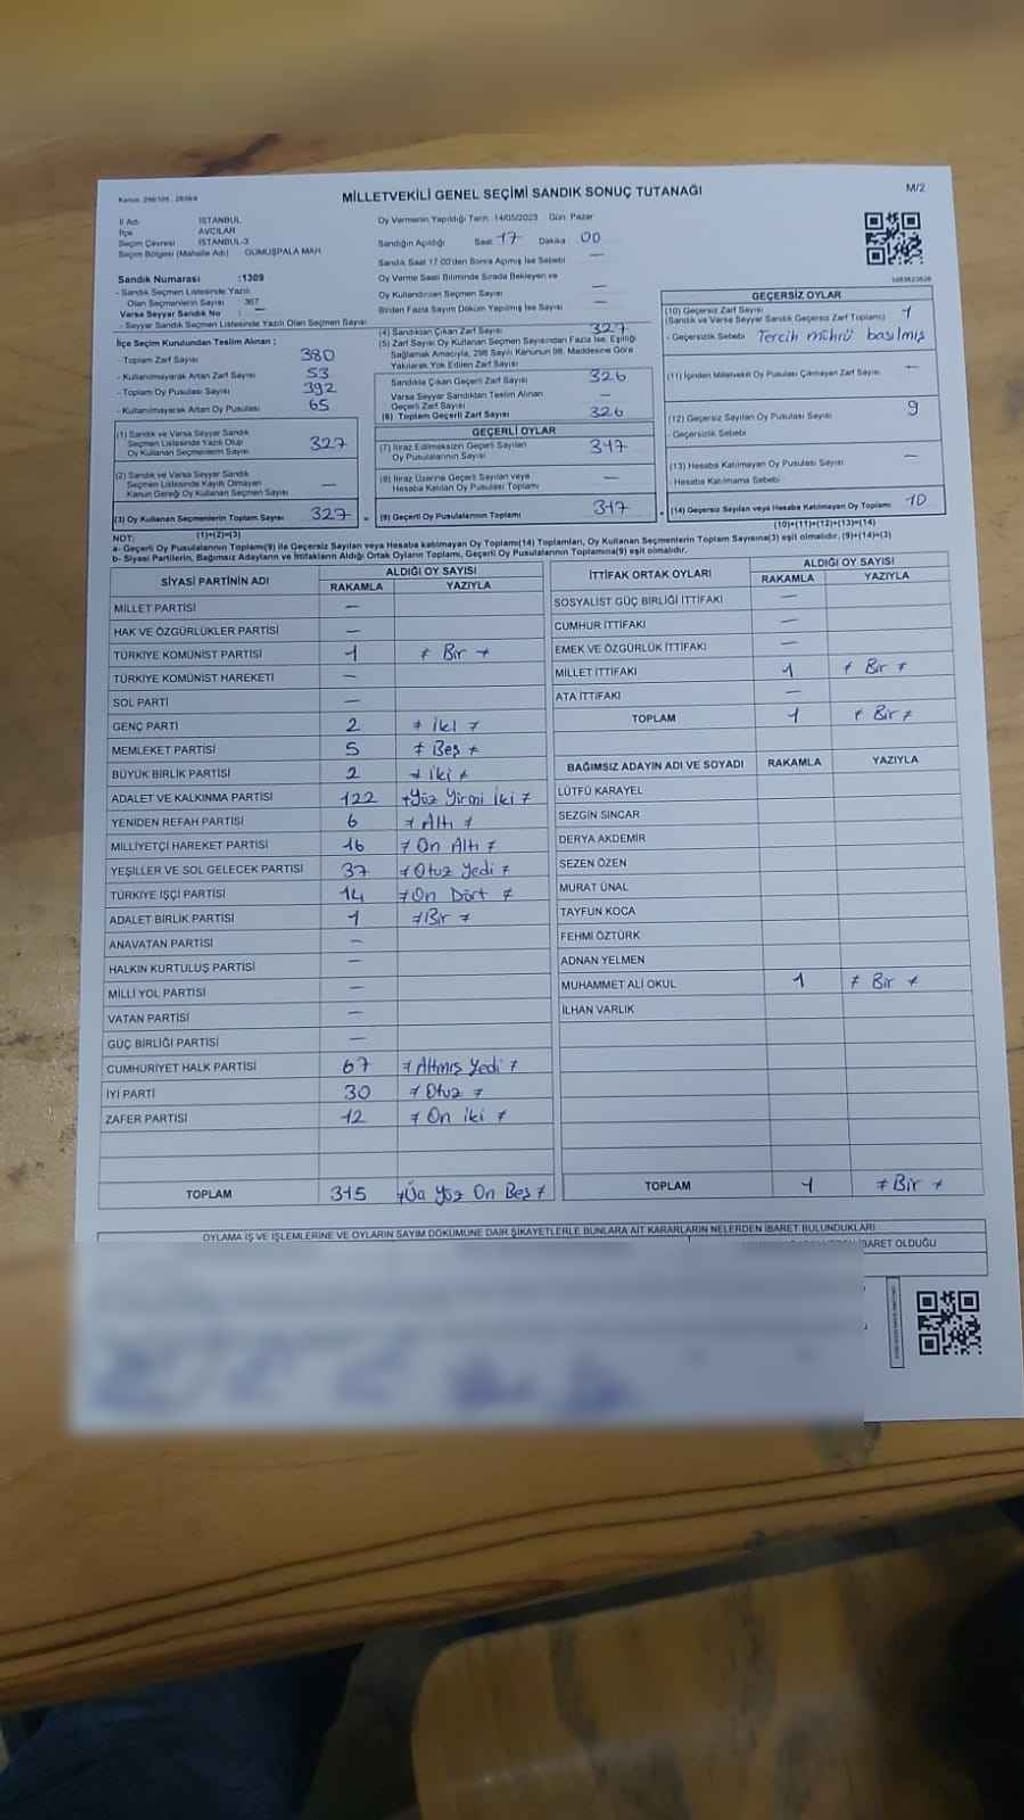 MİLLETVEKİLİ GENEL SEÇİMİ SANDIK SONUÇ TUTANAĞI
M/2
İl Adı İSTANBUL
İlçe AVCILAR
Seçim Çevresi İSTANBUL-3
Seçim Bölgesi (Mahalle Adı) GÜMÜŞPALA MAH.
Oy Vermenin Yapıldığı Tarih :14/05/2023 Gün: Pazar
Sandığın Açıldığı Saat 17 Dakika 00
Sandık Saat 17.00'den Sonra Açılmış İse Sebebi —
Oy Verme Saati Bitiminde Sırada Bekleyen ve
Oy Kullandırılan Seçmen Sayısı —
Birden Fazla Sayım Döküm Yapılmış İse Sayısı —
Sandık Numarası :1309
- Sandık Seçmen Listesinde Yazılı
Olan Seçmenlerin Sayısı 367
Varsa Seyyar Sandık No : —
- Seyyar Sandık Seçmen Listesinde Yazılı Olan Seçmen Sayısı
İlçe Seçim Kurulundan Teslim Alınan ;
- Toplam Zarf Sayısı 380
- Kullanılmayarak Artan Zarf Sayısı 53
- Toplam Oy Pusulası Sayısı 392
- Kullanılmayarak Artan Oy Pusulası 65
(1) Sandık ve Varsa Seyyar Sandık
Seçmen Listesinde Yazılı Olup
Oy Kullanan Seçmenlerin Sayısı 327
(2) Sandık ve Varsa Seyyar Sandık
Seçmen Listesinde Kayıtlı Olmayan
Kanun Gereği Oy Kullanan Seçmen Sayısı —
(3) Oy Kullanan Seçmenlerin Toplam Sayısı 327
(1)+(2)=(3)
(4) Sandıktan Çıkan Zarf Sayısı 327
(5) Zarf Sayısı Oy Kullanan Seçmen Sayısından Fazla İse, Eşitliği
Sağlamak Amacıyla, 298 Sayılı Kanunun 98. Maddesine Göre
Yakılarak Yok Edilen Zarf Sayısı —
Sandıkta Çıkan Geçerli Zarf Sayısı 326
Varsa Seyyar Sandıktan Teslim Alınan
Geçerli Zarf Sayısı —
(6) Toplam Geçerli Zarf Sayısı 326
GEÇERLİ OYLAR
(7) İtiraz Edilmeksizin Geçerli Sayılan
Oy Pusulalarının Sayısı 317
(8) İtiraz Üzerine Geçerli Sayılan veya
Hesaba Katılan Oy Pusulası Toplamı —
(9) Geçerli Oy Pusulalarının Toplamı 317
GEÇERSİZ OYLAR
(10) Geçersiz Zarf Sayısı
(Sandık ve Varsa Seyyar Sandık Geçersiz Zarf Toplamı) 1
- Geçersizlik Sebebi Tercih mührü basılmış
(11) İçinden Milletvekili Oy Pusulası Çıkmayan Zarf Sayısı —
(12) Geçersiz Sayılan Oy Pusulası Sayısı 9
- Geçersizlik Sebebi
(13) Hesaba Katılmayan Oy Pusulası Sayısı —
Hesaba Katılmama Sebebi
(14) Geçersiz Sayılan veya Hesaba Katılmayan Oy Toplamı 10
(10)+(11)+(12)+(13)=(14)
NOT:
a- Geçerli Oy Pusulalarının Toplamı(9) ile Geçersiz Sayılan veya Hesaba katılmayan Oy Toplamı(14) Toplamları, Oy Kullanan Seçmenlerin Toplam Sayısına(3) eşit olmalıdır. (9)+(14)=(3)
b- Siyasi Partilerin, Bağımsız Adayların ve İttifakların Aldığı Ortak Oyların Toplamı, Geçerli Oy Pusulalarının Toplamına(9) eşit olmalıdır.
SİYASİ PARTİNİN ADI ALDIĞI OY SAYISI
RAKAMLA YAZIYLA
MİLLET PARTİSİ —
HAK VE ÖZGÜRLÜKLER PARTİSİ —
TÜRKİYE KOMÜNİST PARTİSİ 1 Bir
TÜRKİYE KOMÜNİST HAREKETİ —
SOL PARTİ —
GENÇ PARTİ 2 İki
MEMLEKET PARTİSİ 5 Beş
BÜYÜK BİRLİK PARTİSİ 2 İki
ADALET VE KALKINMA PARTİSİ 122 Yüz Yirmi İki
YENİDEN REFAH PARTİSİ 6 Altı
MİLLİYETÇİ HAREKET PARTİSİ 16 On Altı
YEŞİLLER VE SOL GELECEK PARTİSİ 37 Otuz Yedi
TÜRKİYE İŞÇİ PARTİSİ 14 On Dört
ADALET BİRLİK PARTİSİ 1 Bir
ANAVATAN PARTİSİ —
HALKIN KURTULUŞ PARTİSİ —
MİLLİ YOL PARTİSİ —
VATAN PARTİSİ —
GÜÇ BİRLİĞİ PARTİSİ —
CUMHURİYET HALK PARTİSİ 67 Altmış Yedi
İYİ PARTİ 30 Otuz
ZAFER PARTİSİ 12 On İki
TOPLAM 315 Üç Yüz On Beş
İTTİFAK ORTAK OYLARI ALDIĞI OY SAYISI
RAKAMLA YAZIYLA
SOSYALİST GÜÇ BİRLİĞİ İTTİFAKI —
CUMHUR İTTİFAKI —
EMEK VE ÖZGÜRLÜK İTTİFAKI —
MİLLET İTTİFAKI 1 Bir
ATA İTTİFAKI —
TOPLAM 1 Bir
BAĞIMSIZ ADAYIN ADI VE SOYADI RAKAMLA YAZIYLA
LÜTFÜ KARAYEL
SEZGİN SİNCAR
DERYA AKDEMİR
SEZEN ÖZEN
MURAT ÜNAL
TAYFUN KOCA
FEHMİ ÖZTÜRK
ADNAN YELMEN
MUHAMMET ALİ OKUL 1 Bir
İLHAN VARLIK
TOPLAM 1 Bir
OYLAMA İŞ VE İŞLEMLERİNE VE OYLARIN SAYIM DÖKÜMÜNE DAİR ŞİKAYETLERLE BUNLARA AİT KARARLARIN NELERDEN İBARET BULUNDUKLARI
İBARET OLDUĞU